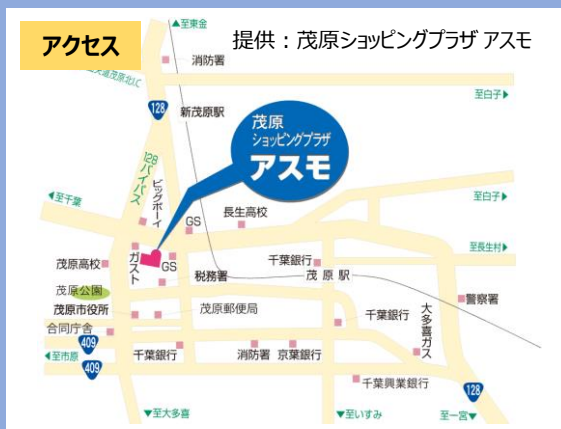 アクセス
提供：茂原ショッピングプラザ アスモ
▲至東金
消防署
128
新茂原駅
至白子▶
茂原
ショッピングプラザ
アスモ
128バイパス
ビッグボーイ
◀至千葉
GS
長生高校
至白子▶
至長生村▶
茂原高校
ガスト
GS
税務署
千葉銀行
茂原駅
茂原公園
茂原市役所
茂原郵便局
千葉銀行
大多喜ガス
警察署
合同庁舎
409
◀至市原
409
千葉銀行
消防署
京葉銀行
千葉興業銀行
128
▼至大多喜
▼至いすみ
至一宮▼